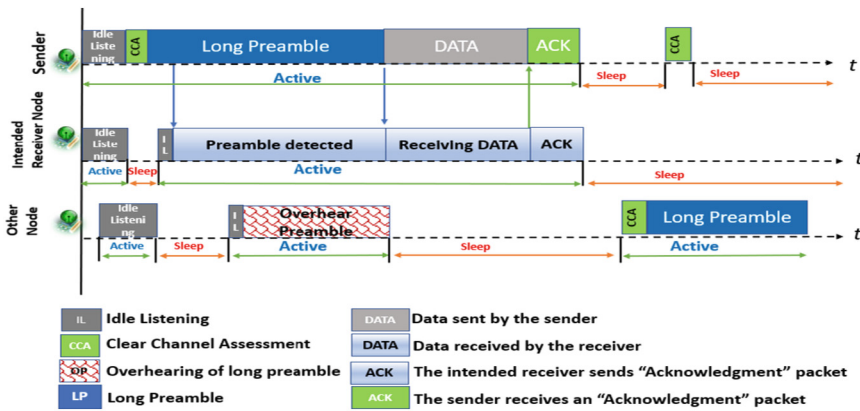 Sender
Idle
Liste
ning
CCA
Long Preamble
DATA
ACK
CCA
t
Active
Sleep
Sleep
Intended
Receiver Node
Idle
Liste
ning
I
L
Preamble detected
Receiving DATA
ACK
t
Active
Sleep
Active
Sleep
Other
Node
Idle
Listeni
ng
I
L
Overhear
Preamble
CCA
Long Preamble
t
Active
Sleep
Active
Sleep
Active
IL Idle Listening
CCA Clear Channel Assessment
OP Overhearing of long preamble
LP Long Preamble
DATA Data sent by the sender
DATA Data received by the receiver
ACK The intended receiver sends “Acknowledgment” packet
ACK The sender receives an “Acknowledgment” packet